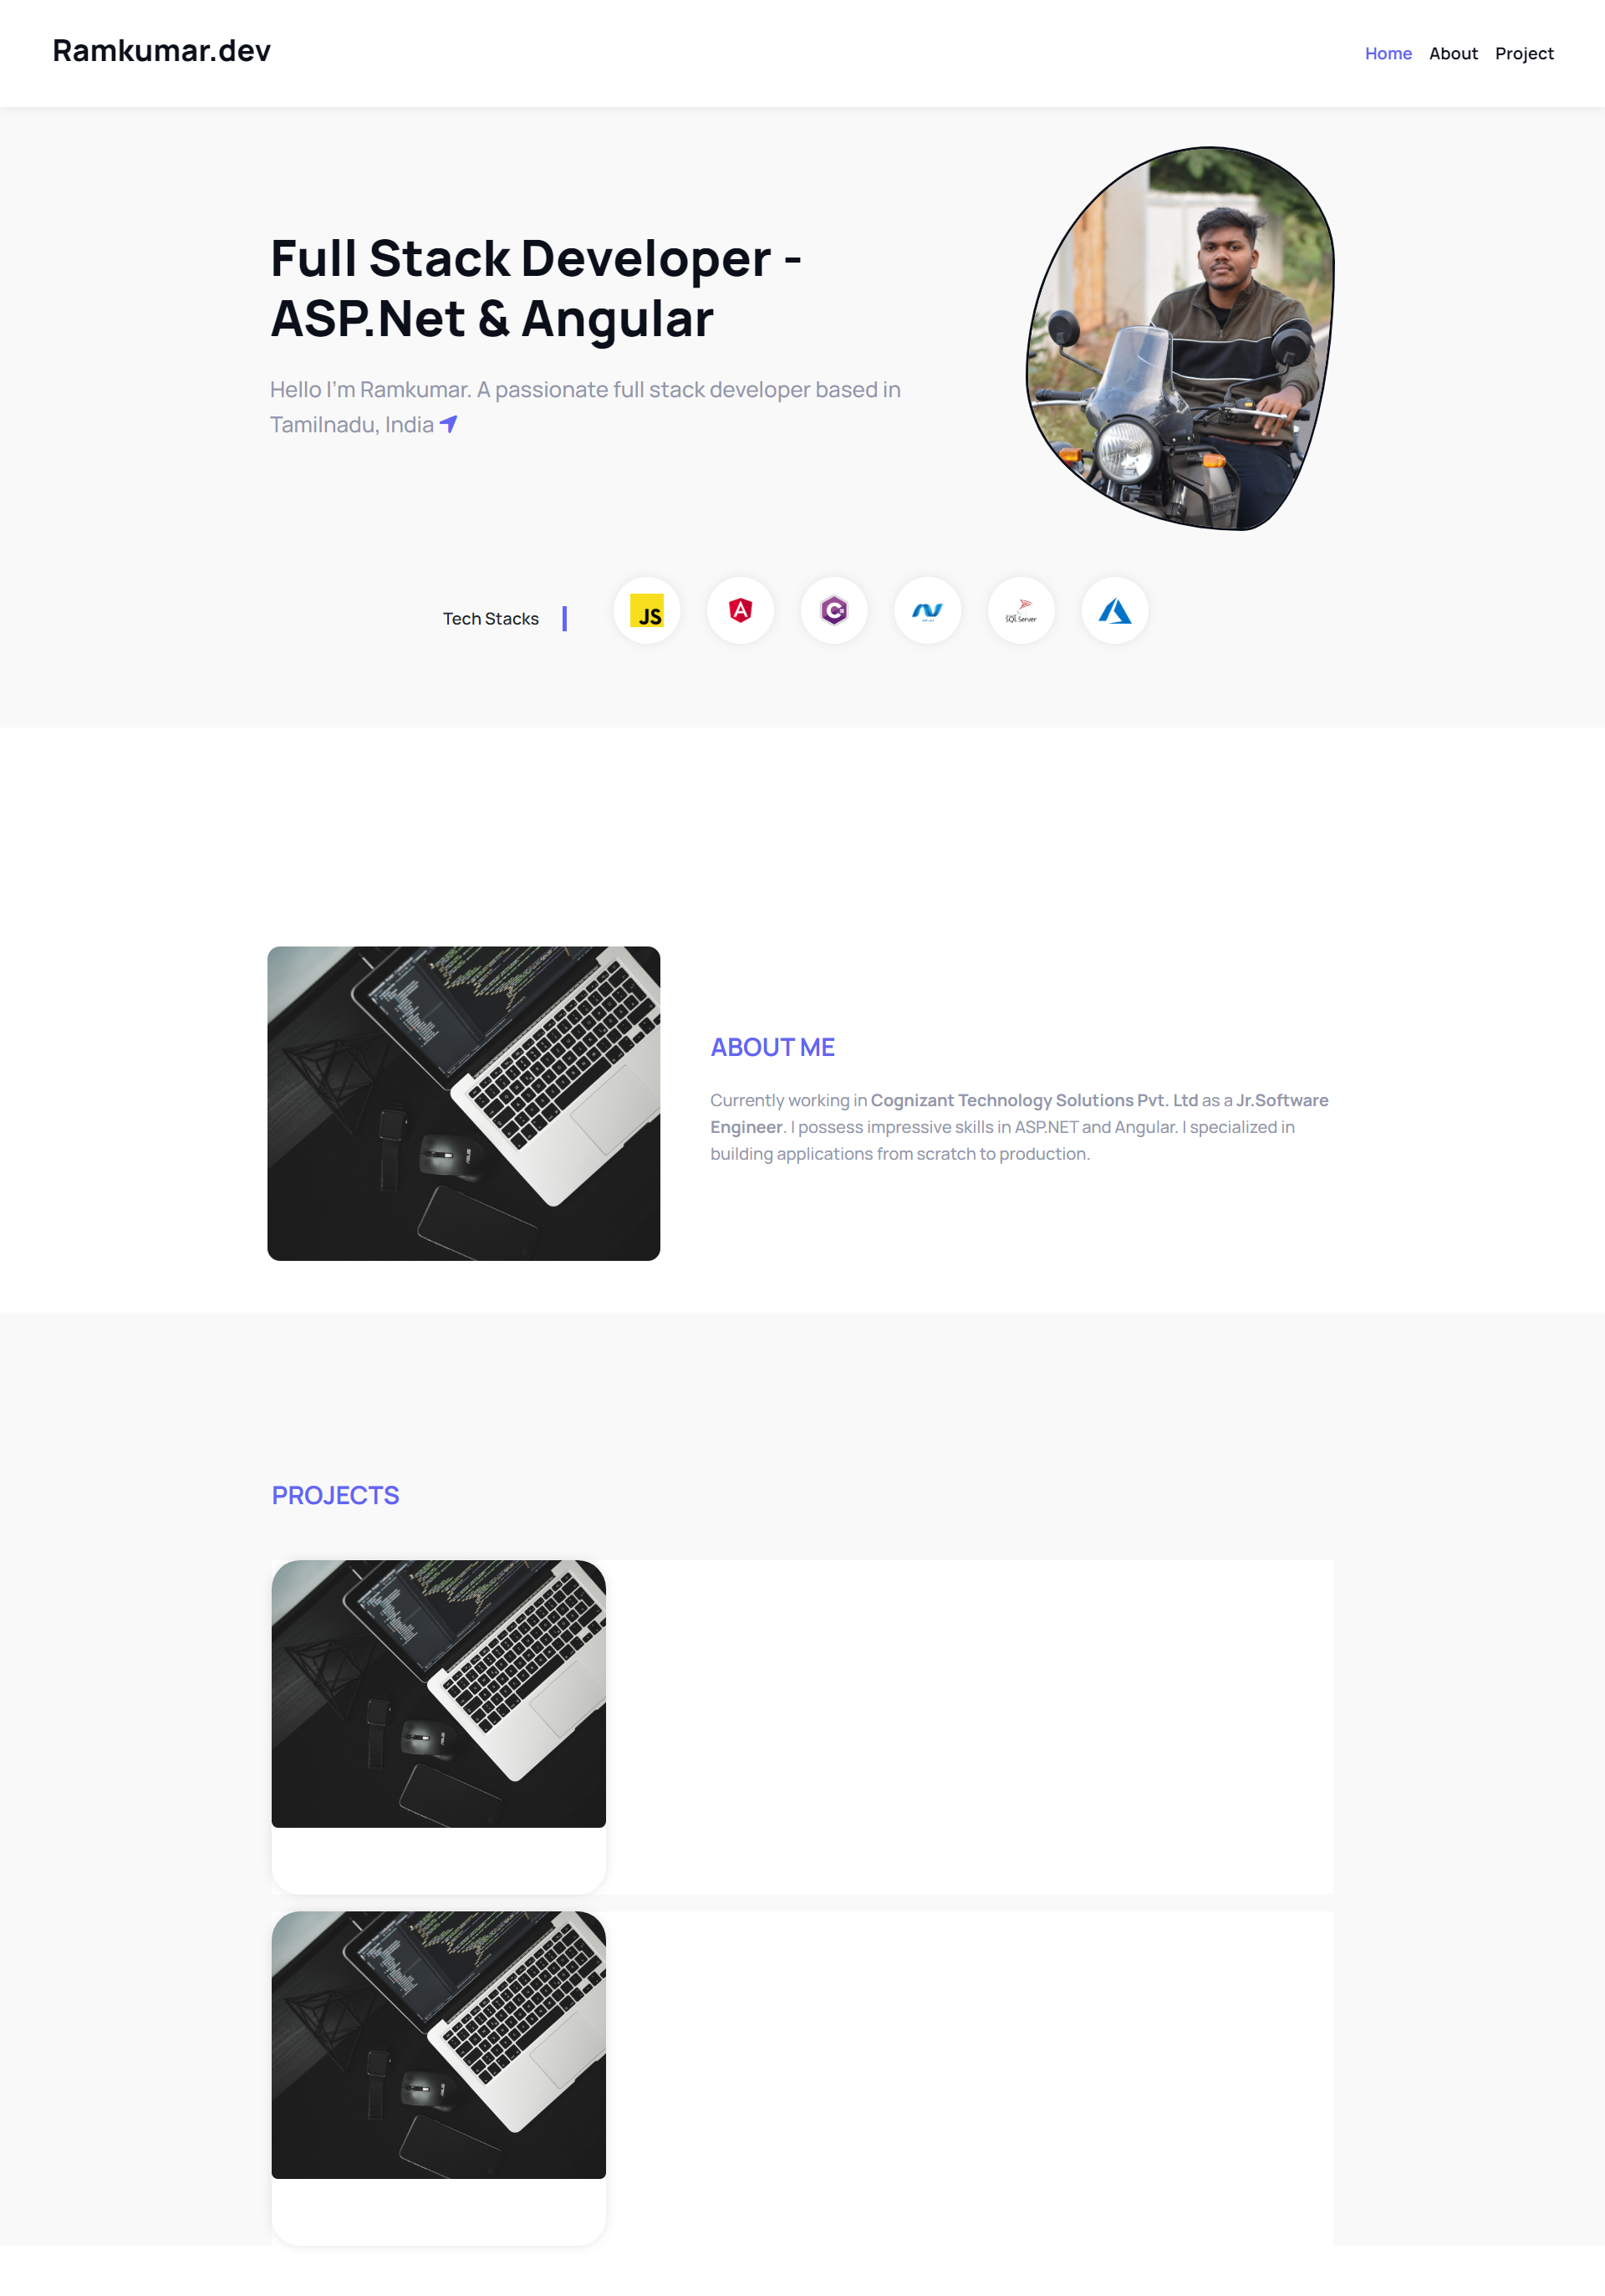 Ramkumar.dev
Home About Project
Full Stack Developer -
ASP.Net & Angular
Hello I'm Ramkumar. A passionate full stack developer based in
Tamilnadu, India
Tech Stacks
JS
A
C#
SQL Server
ABOUT ME
Currently working in Cognizant Technology Solutions Pvt. Ltd as a Jr.Software
Engineer. I possess impressive skills in ASP.NET and Angular. I specialized in
building applications from scratch to production.
PROJECTS